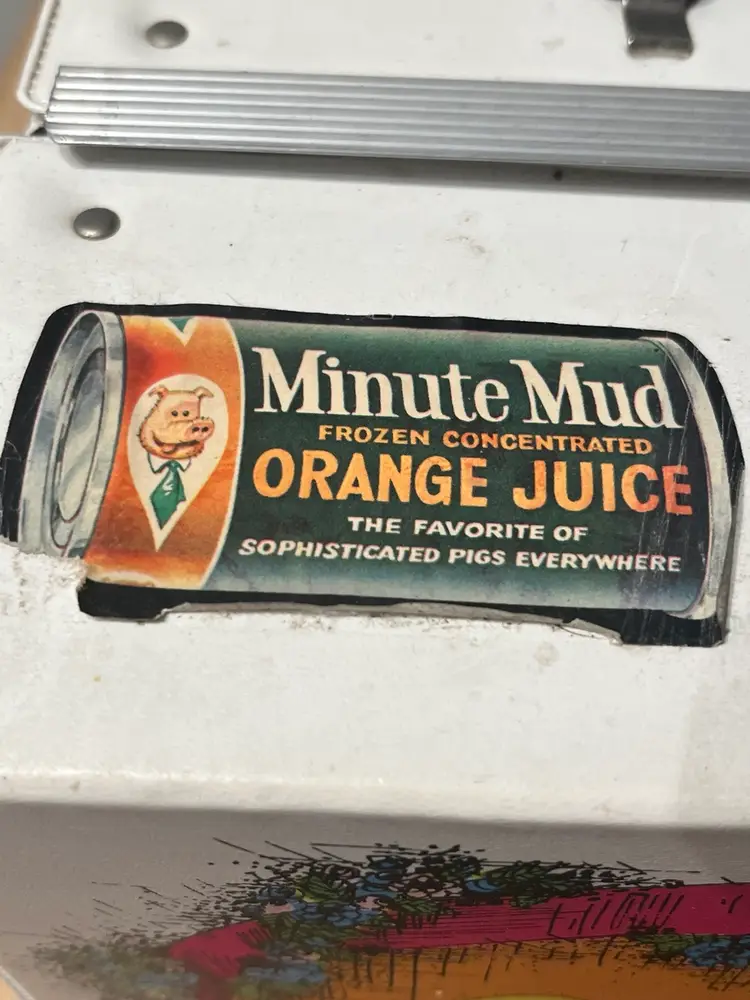 Minute Mud
FROZEN CONCENTRATED
ORANGE JUICE
THE FAVORITE OF
SOPHISTICATED PIGS EVERYWHERE